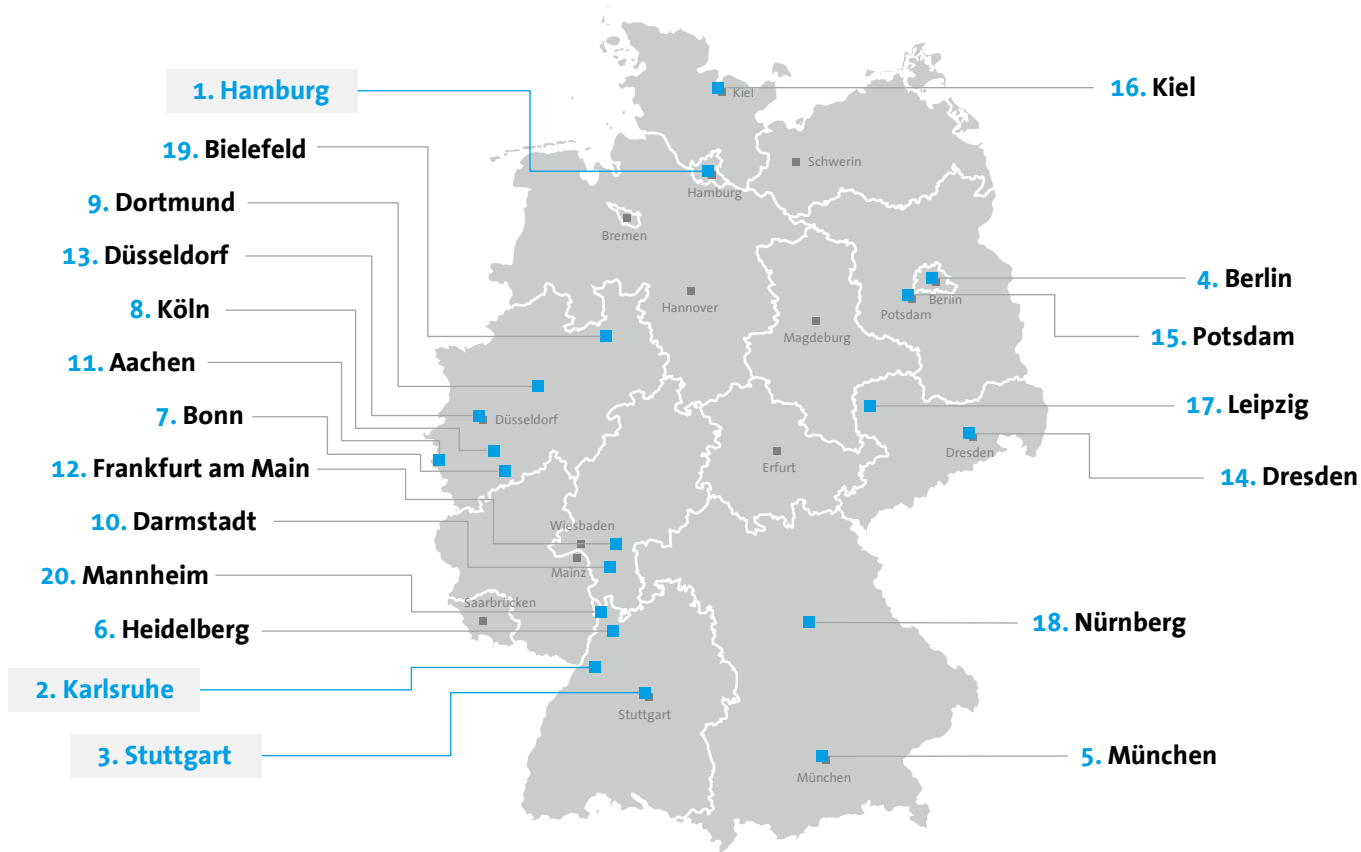 1. Hamburg
19. Bielefeld
9. Dortmund
13. Düsseldorf
8. Köln
11. Aachen
7. Bonn
12. Frankfurt am Main
10. Darmstadt
20. Mannheim
6. Heidelberg
2. Karlsruhe
3. Stuttgart
Kiel
Schwerin
Hamburg
Bremen
Hannover
Berlin
Potsdam
Magdeburg
Düsseldorf
Erfurt
Dresden
Wiesbaden
Mainz
Saarbrücken
Stuttgart
München
16. Kiel
4. Berlin
15. Potsdam
17. Leipzig
14. Dresden
18. Nürnberg
5. München